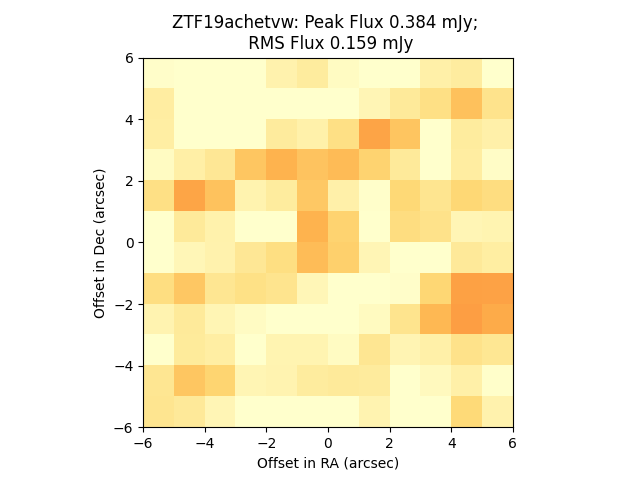 ZTF19achetvw: Peak Flux 0.384 mJy;
RMS Flux 0.159 mJy
6
4
2
0
−2
−4
−6
Offset in Dec (arcsec)
−6 −4 −2 0 2 4 6
Offset in RA (arcsec)